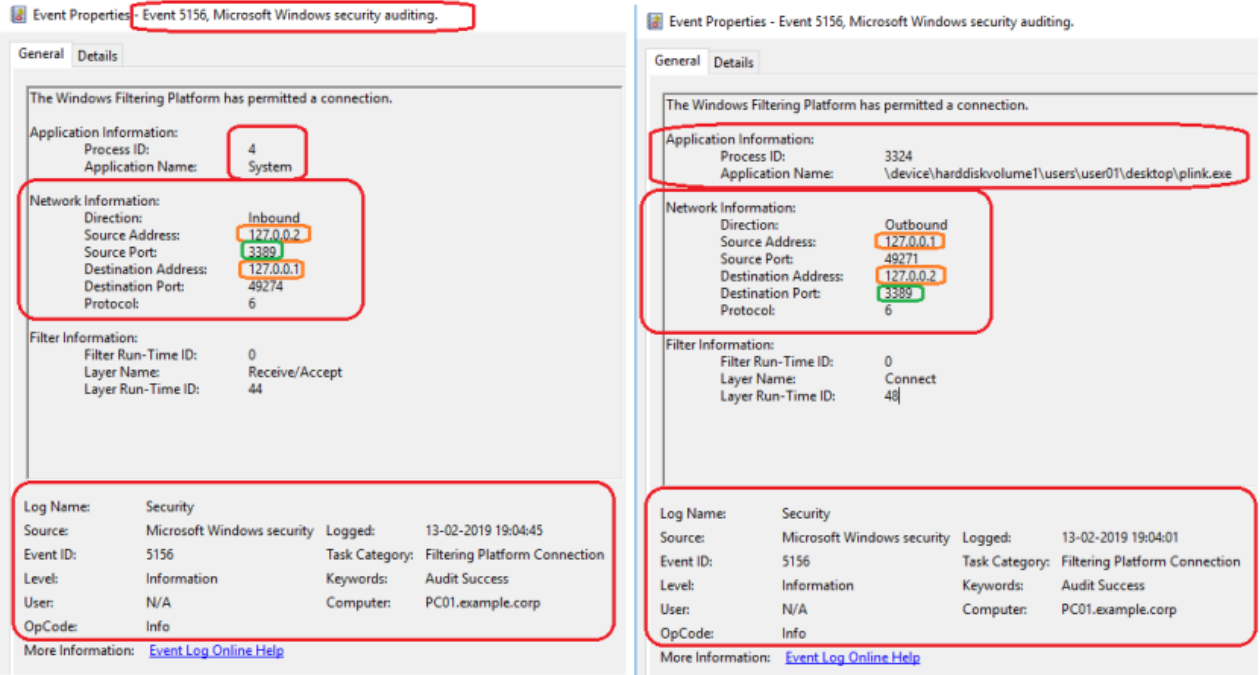 Event Properties - Event 5156, Microsoft Windows security auditing.
General Details
The Windows Filtering Platform has permitted a connection.
Application Information:
Process ID: 4
Application Name: System
Network Information:
Direction: Inbound
Source Address: 127.0.0.2
Source Port: 3389
Destination Address: 127.0.0.1
Destination Port: 49274
Protocol: 6
Filter Information:
Filter Run-Time ID: 0
Layer Name: Receive/Accept
Layer Run-Time ID: 44
Log Name: Security
Source: Microsoft Windows security Logged: 13-02-2019 19:04:45
Event ID: 5156 Task Category: Filtering Platform Connection
Level: Information Keywords: Audit Success
User: N/A Computer: PC01.example.corp
OpCode: Info
More Information: Event Log Online Help
Event Properties - Event 5156, Microsoft Windows security auditing.
General Details
The Windows Filtering Platform has permitted a connection.
Application Information:
Process ID: 3324
Application Name: \device\harddiskvolume1\users\user01\desktop\plink.exe
Network Information:
Direction: Outbound
Source Address: 127.0.0.1
Source Port: 49271
Destination Address: 127.0.0.2
Destination Port: 3389
Protocol: 6
Filter Information:
Filter Run-Time ID: 0
Layer Name: Connect
Layer Run-Time ID: 48
Log Name: Security
Source: Microsoft Windows security Logged: 13-02-2019 19:04:01
Event ID: 5156 Task Category: Filtering Platform Connection
Level: Information Keywords: Audit Success
User: N/A Computer: PC01.example.corp
OpCode: Info
More Information: Event Log Online Help